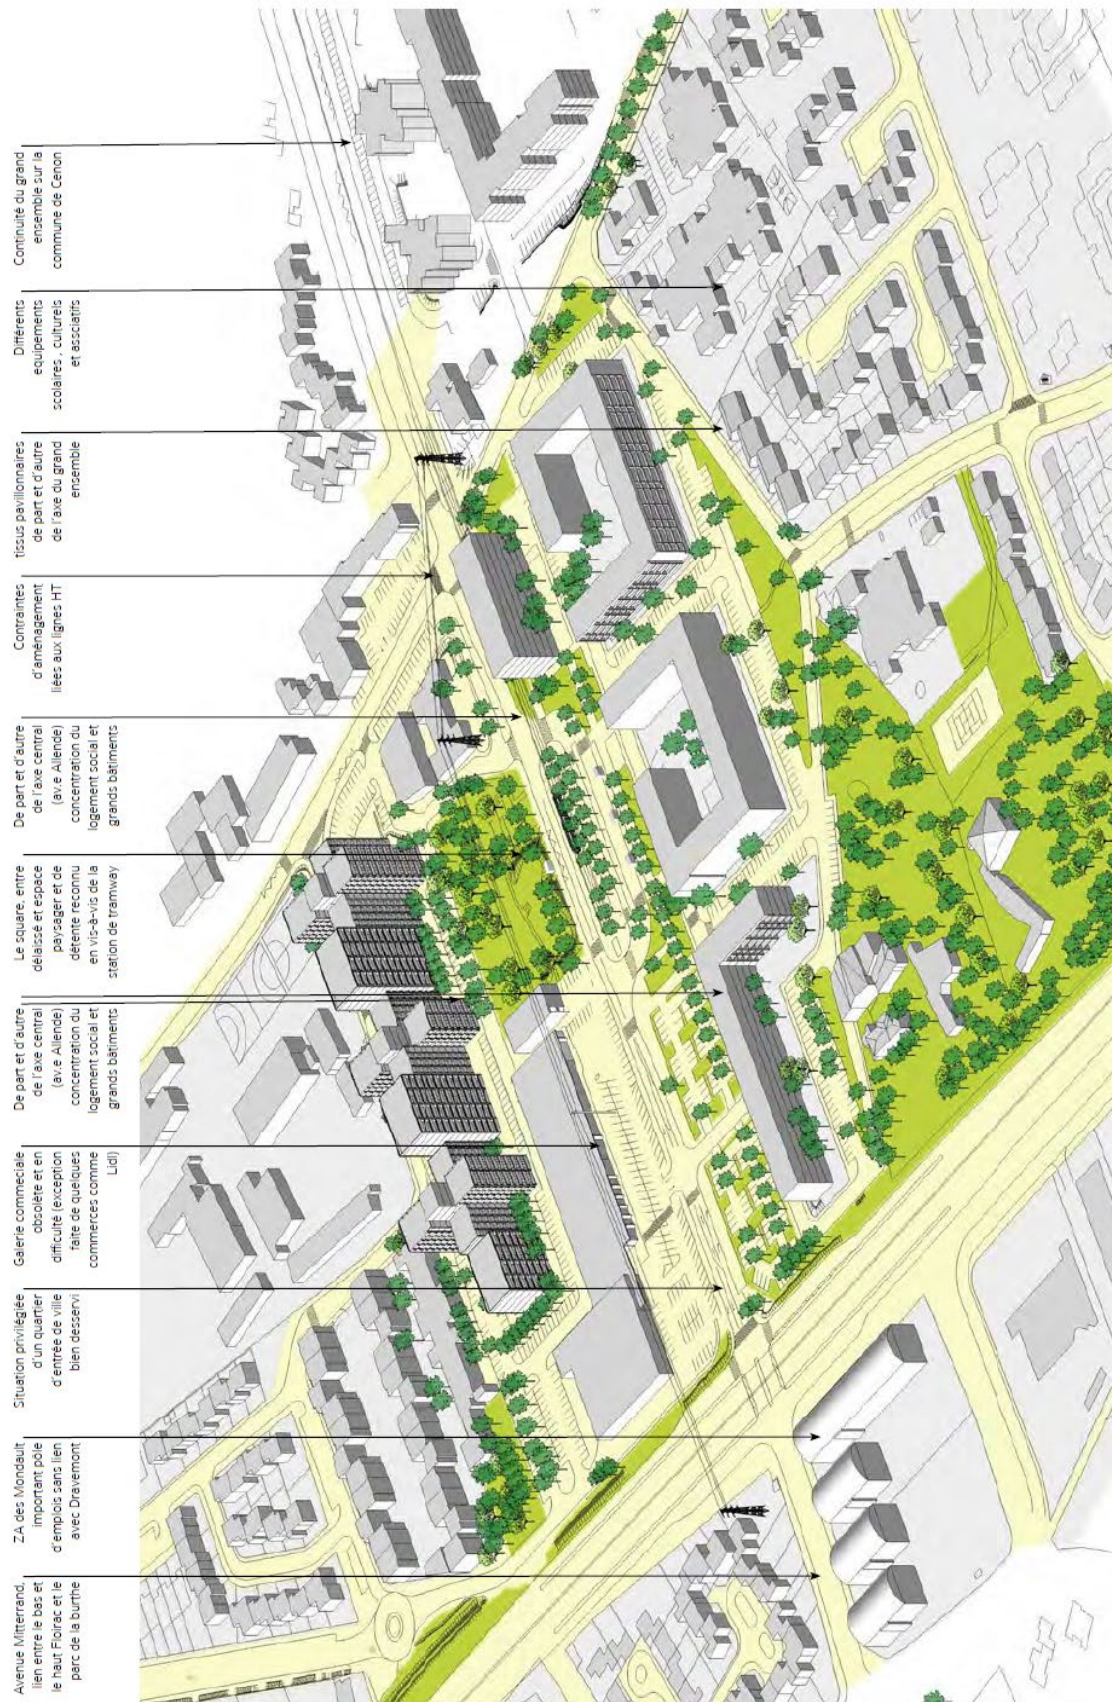 Continuité du grand
ensemble sur la
commune de Cenon
Différents
equipements
scolaires , culturels
et assciatifs
tissus pavillonnaires
de part et d'autre
de l'axe du grand
ensemble
Contraintes
d'aménagement
liées aux lignes HT
De part et d'autre
de l'axe central
(av.e Allende)
concentration du
logement social et
grands bâtiments
Le square, entre
délaissé et espace
paysager et de
détente reconnu
en vis-à-vis de la
station de tramway
De part et d'autre
de l'axe central
(av.e Allende)
concentration du
logement social et
grands bâtiments
Galerie commeciale
obsolète et en
difficulté (exception
faite de quelques
commerces comme
Lidl)
Situation privilégiée
d'un quartier
d'entrée de ville
bien desservi
ZA des Mondault
important pôle
d'emplois sans lien
avec Dravemont
Avenue Mitterrand,
lien entre le bas et
le haut Floirac et le
parc de la burthe